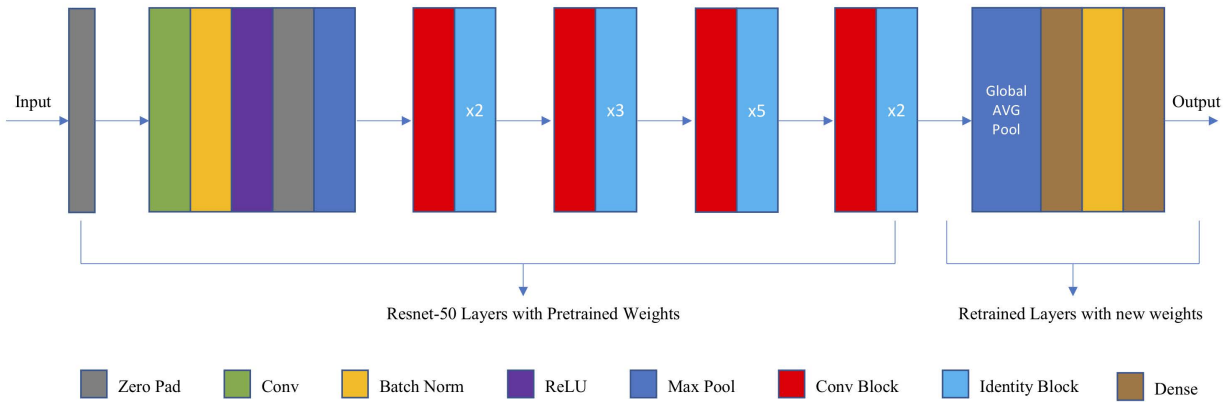 Input
x2
x3
x5
x2
Global
AVG
Pool
Output
Resnet-50 Layers with Pretrained Weights
Retrained Layers with new weights
Zero Pad
Conv
Batch Norm
ReLU
Max Pool
Conv Block
Identity Block
Dense